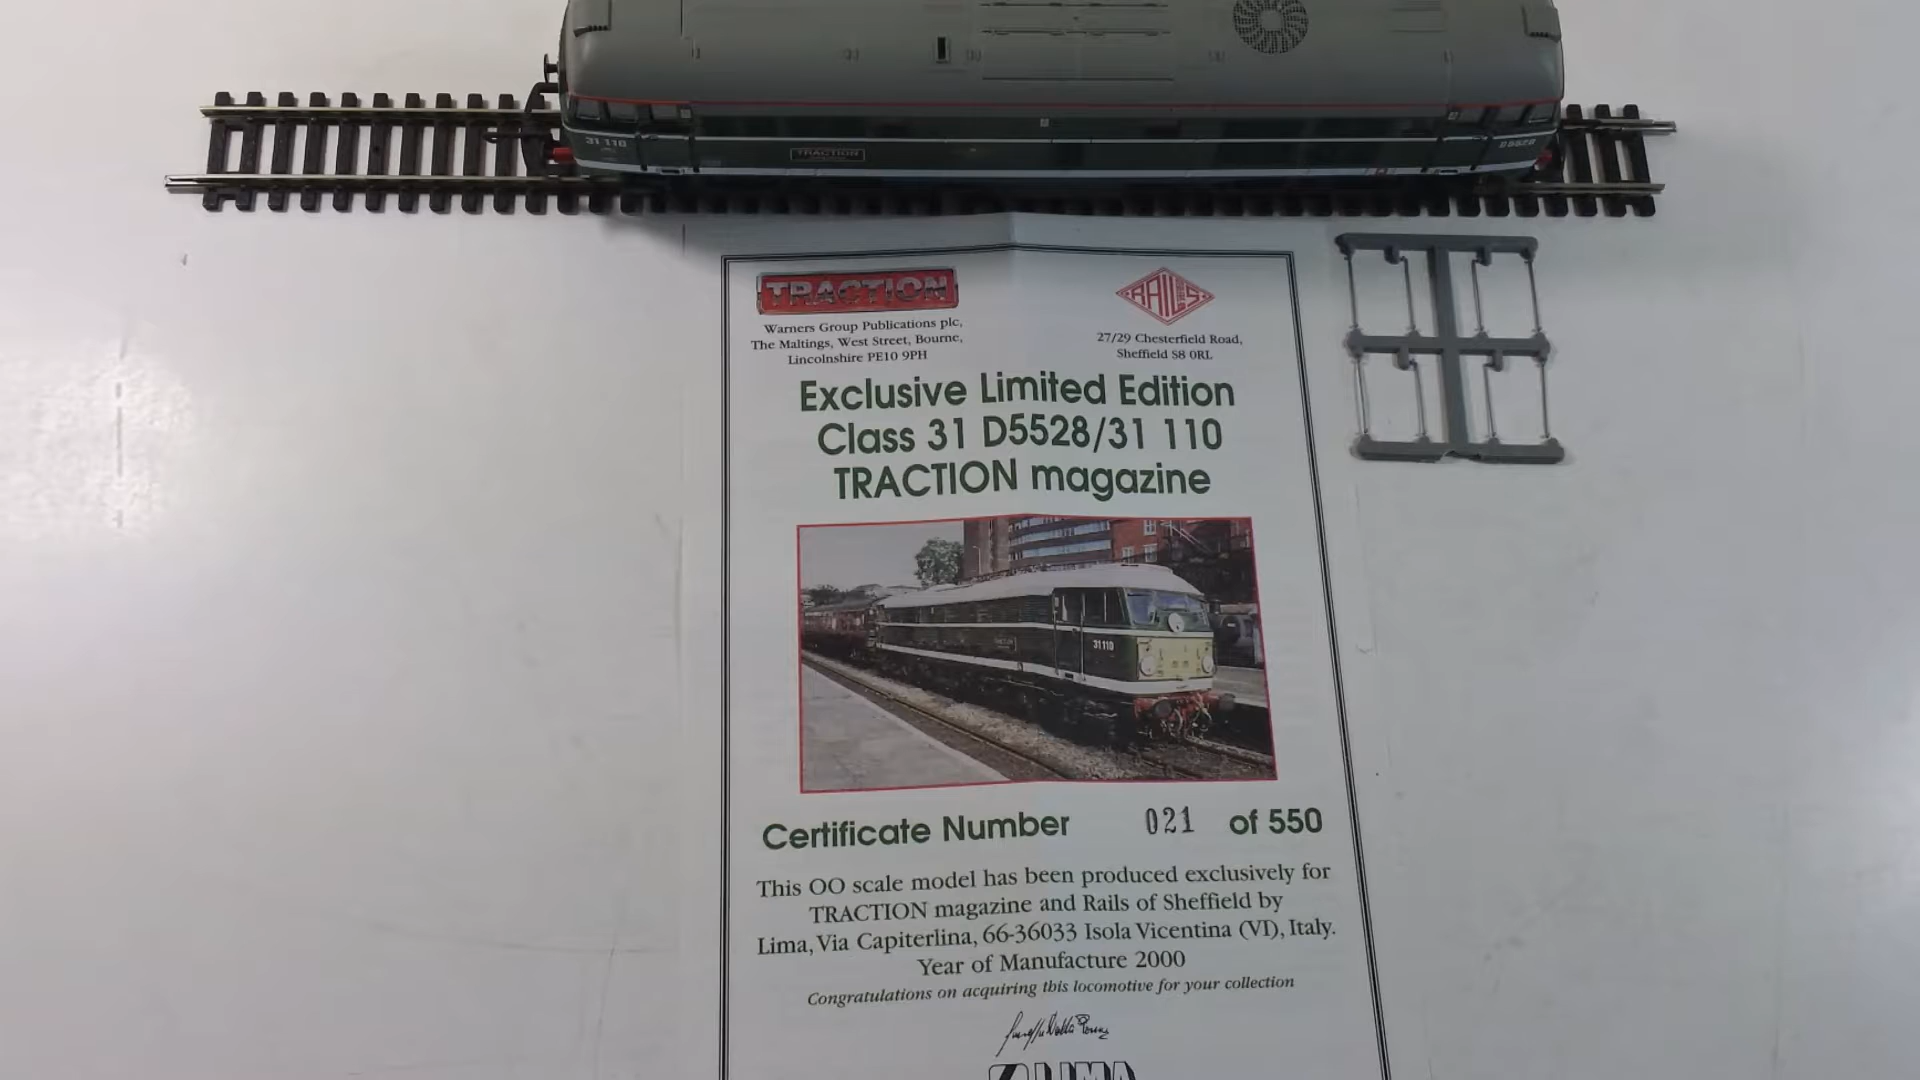 31 110
TRACTION
D5528
TRACTION
RAILS
Warners Group Publications plc,
The Maltings, West Street, Bourne,
Lincolnshire PE10 9PH
27/29 Chesterfield Road,
Sheffield S8 0RL
Exclusive Limited Edition
Class 31 D5528/31 110
TRACTION magazine
31110
Certificate Number 021 of 550
This OO scale model has been produced exclusively for
TRACTION magazine and Rails of Sheffield by
Lima, Via Capiterlina, 66-36033 Isola Vicentina (VI), Italy.
Year of Manufacture 2000
Congratulations on acquiring this locomotive for your collection
LIMA